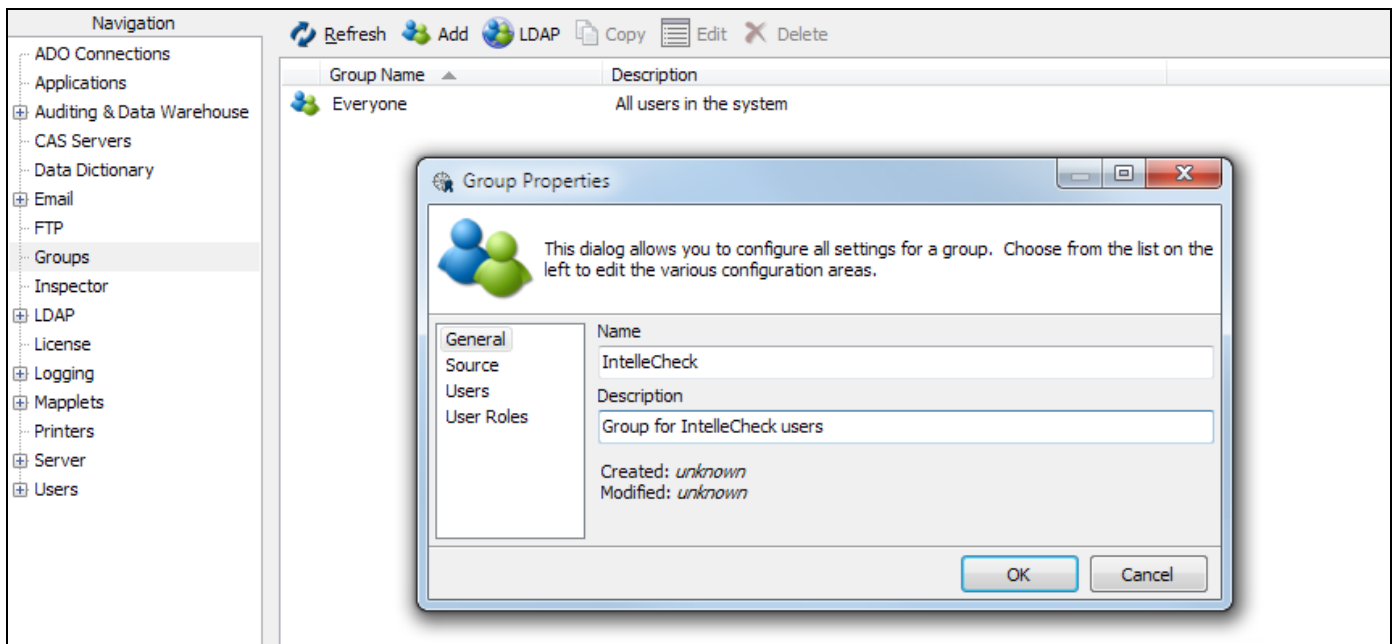 Navigation
ADO Connections
Applications
Auditing & Data Warehouse
CAS Servers
Data Dictionary
Email
FTP
Groups
Inspector
LDAP
License
Logging
Mapplets
Printers
Server
Users
Refresh Add LDAP Copy Edit Delete
Group Name Description
Everyone All users in the system
Group Properties
This dialog allows you to configure all settings for a group. Choose from the list on the
left to edit the various configuration areas.
General
Source
Users
User Roles
Name
IntelleCheck
Description
Group for IntelleCheck users
Created: unknown
Modified: unknown
OK Cancel